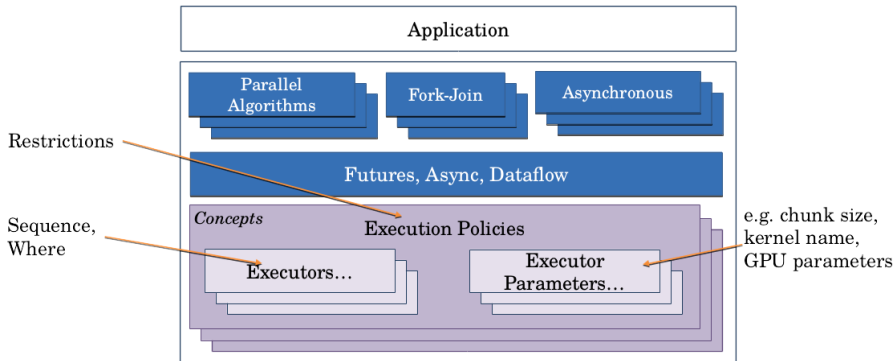 Application
Parallel
Algorithms
Fork-Join
Asynchronous
Restrictions
Futures, Async, Dataflow
Concepts
Execution Policies
Sequence,
Where
Executors…
Executor
Parameters…
e.g. chunk size,
kernel name,
GPU parameters